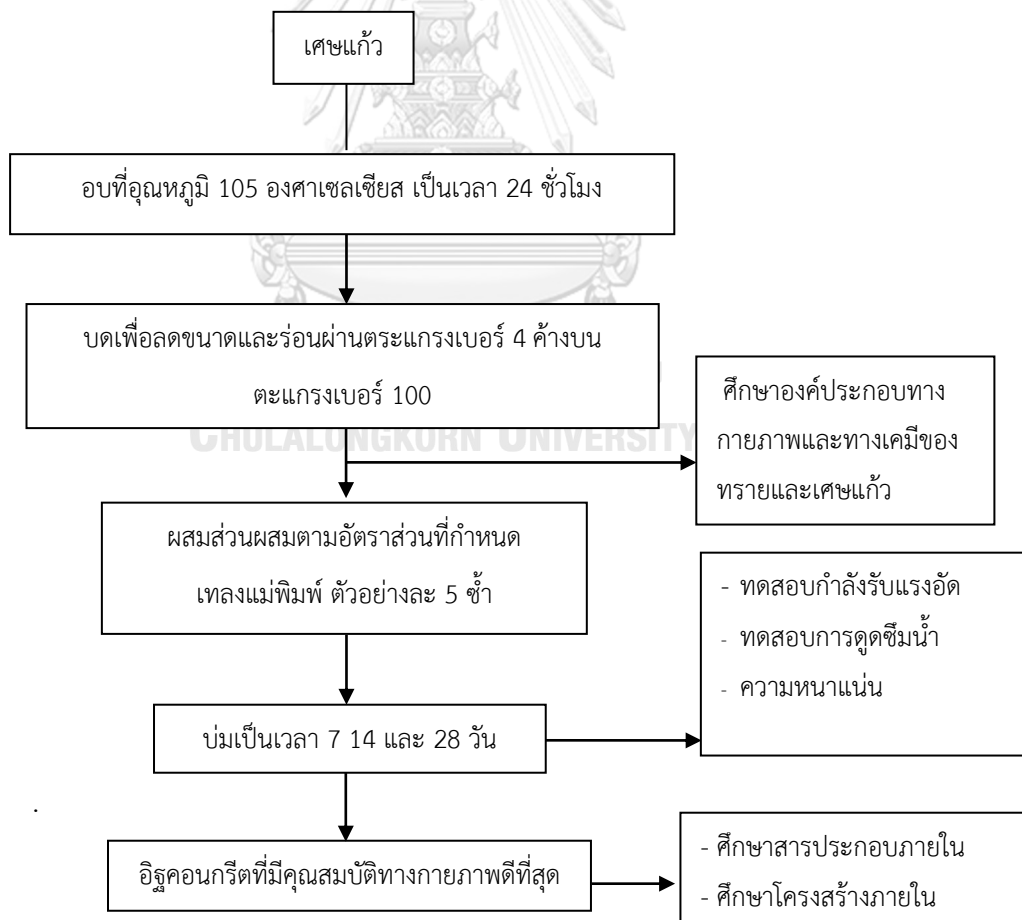 เศษแก้ว
อบที่อุณหภูมิ 105 องศาเซลเซียส เป็นเวลา 24 ชั่วโมง
บดเพื่อลดขนาดและร่อนผ่านตระแกรงเบอร์ 4 ค้างบน
ตะแกรงเบอร์ 100
ศึกษาองค์ประกอบทาง
กายภาพและทางเคมีของ
ทรายและเศษแก้ว
CHULALONGKORN UNIVERSITY
ผสมส่วนผสมตามอัตราส่วนที่กำหนด
เทลงแม่พิมพ์ ตัวอย่างละ 5 ซ้ำ
- ทดสอบกำลังรับแรงอัด
- ทดสอบการดูดซึมน้ำ
- ความหนาแน่น
บ่มเป็นเวลา 7 14 และ 28 วัน
.
อิฐคอนกรีตที่มีคุณสมบัติทางกายภาพดีที่สุด
- ศึกษาสารประกอบภายใน
- ศึกษาโครงสร้างภายใน